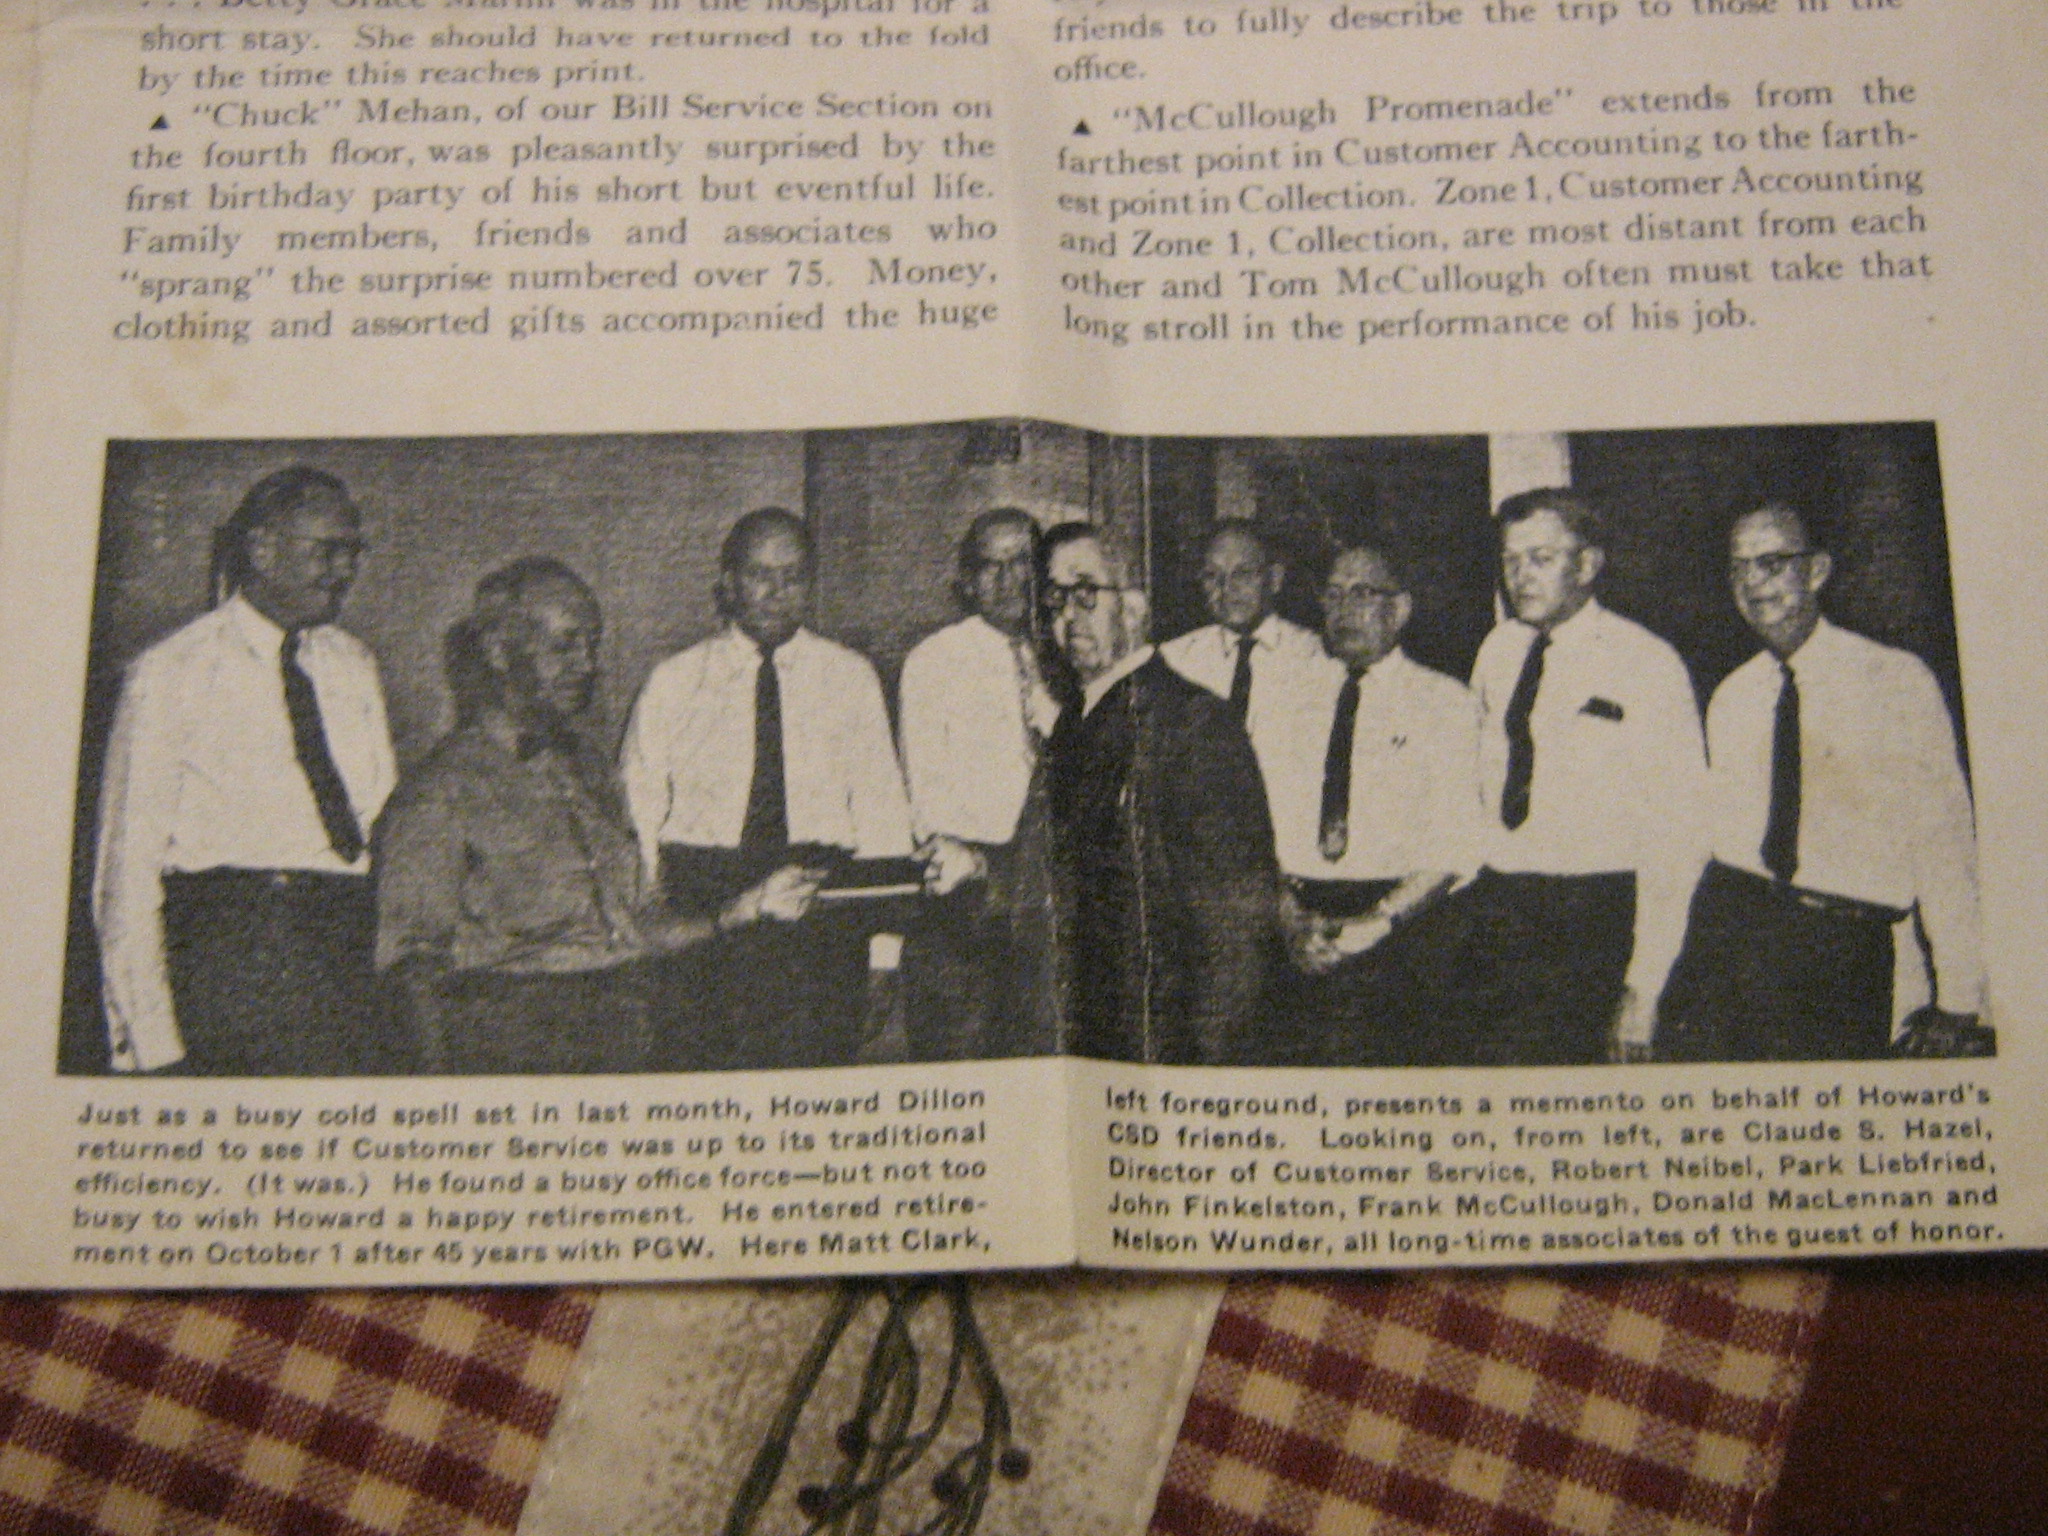 . . . Betty Grace Martin was in the hospital for a
short stay. She should have returned to the fold
by the time this reaches print.
▲ "Chuck" Mehan, of our Bill Service Section on
the fourth floor, was pleasantly surprised by the
first birthday party of his short but eventful life.
Family members, friends and associates who
"sprang" the surprise numbered over 75. Money,
clothing and assorted gifts accompanied the huge
friends to fully describe the trip to those in the
office.
▲ "McCullough Promenade" extends from the
farthest point in Customer Accounting to the farth-
est point in Collection. Zone 1, Customer Accounting
and Zone 1, Collection, are most distant from each
other and Tom McCullough often must take that
long stroll in the performance of his job.
Just as a busy cold spell set in last month, Howard Dillon
returned to see if Customer Service was up to its traditional
efficiency. (It was.) He found a busy office force—but not too
busy to wish Howard a happy retirement. He entered retire-
ment on October 1 after 45 years with PGW. Here Matt Clark,
left foreground, presents a memento on behalf of Howard's
CSD friends. Looking on, from left, are Claude S. Hazel,
Director of Customer Service, Robert Neibel, Park Liebfried,
John Finkelston, Frank McCullough, Donald MacLennan and
Nelson Wunder, all long-time associates of the guest of honor.